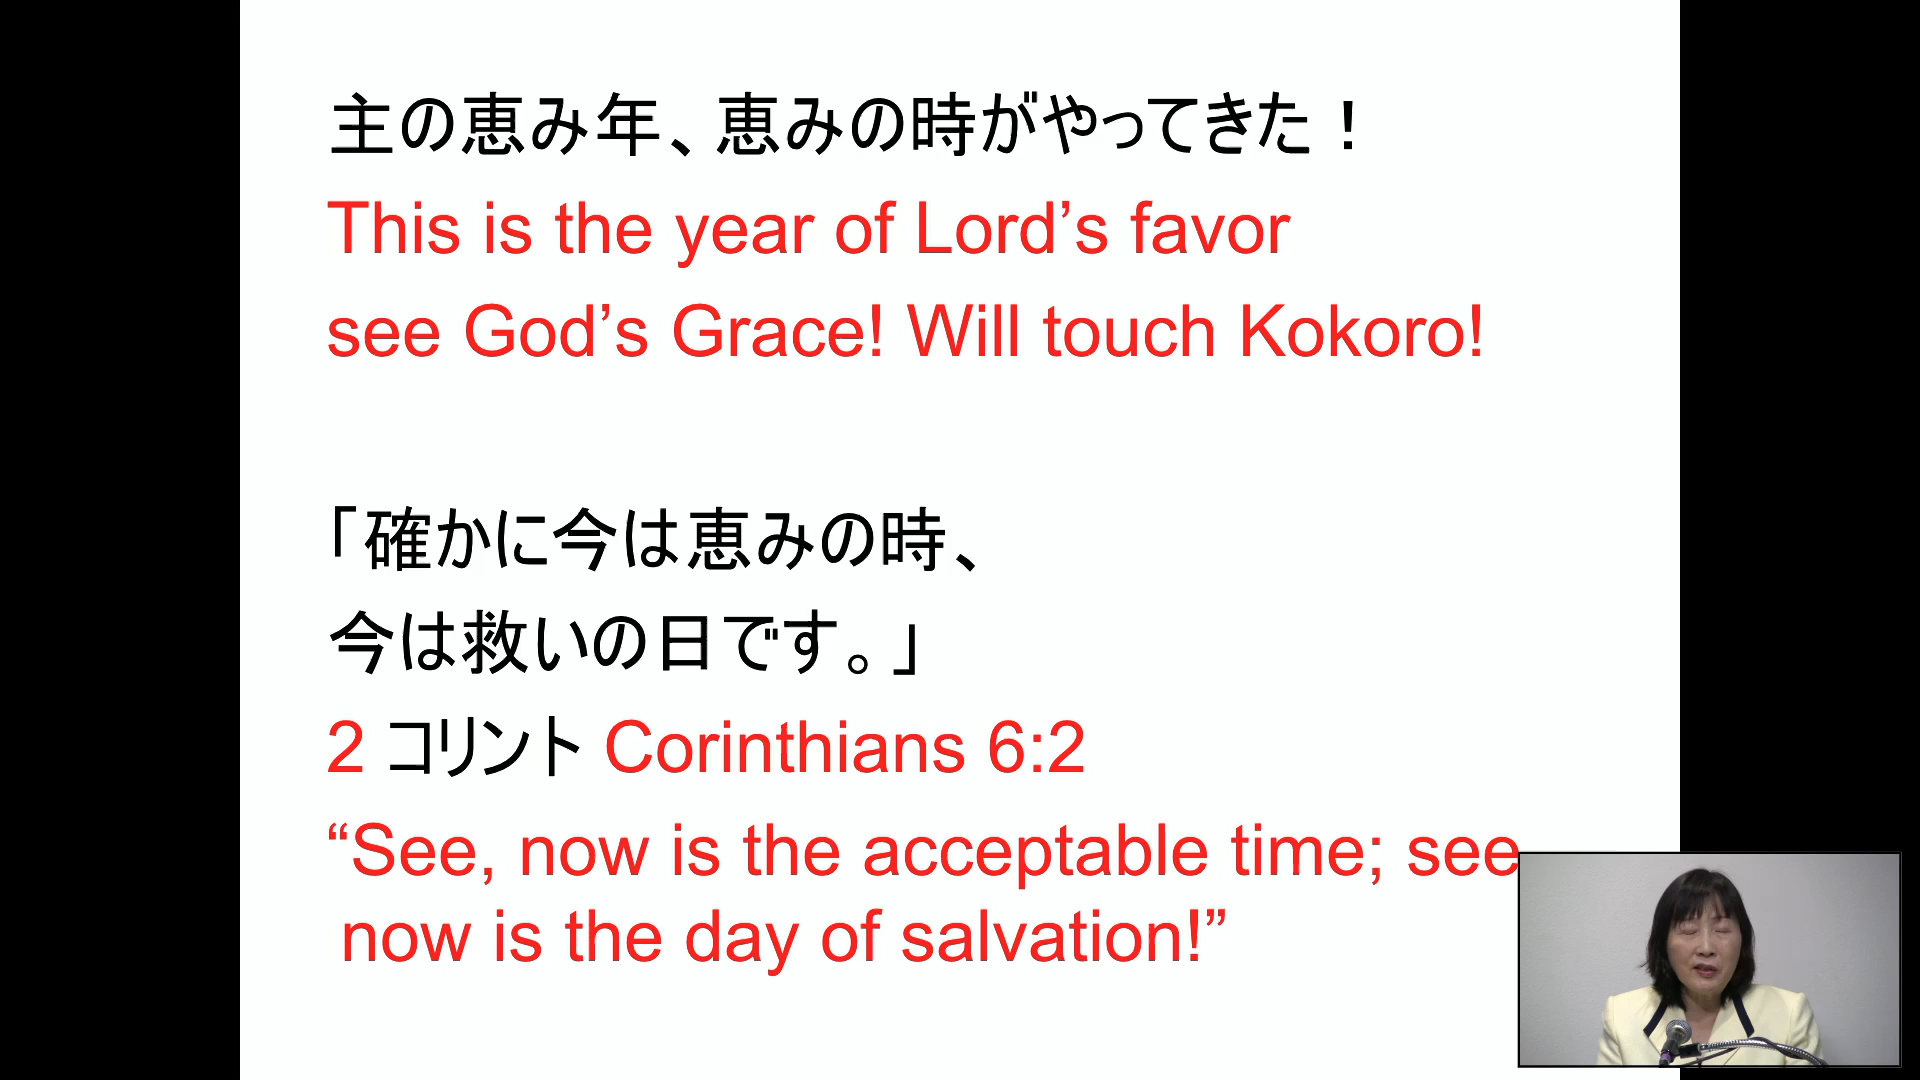 主の恵み年、恵みの時がやってきた！
This is the year of Lord’s favor
see God’s Grace! Will touch Kokoro!
「確かに今は恵みの時、
今は救いの日です。」
2 コリント Corinthians 6:2
“See, now is the acceptable time; see
now is the day of salvation!”